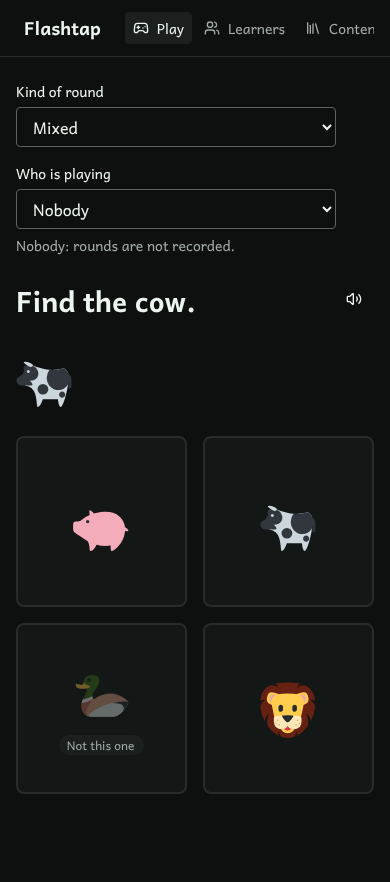 Flashtap Play Learners Conten
Kind of round
Mixed
Who is playing
Nobody
Nobody: rounds are not recorded.
Find the cow.
Not this one